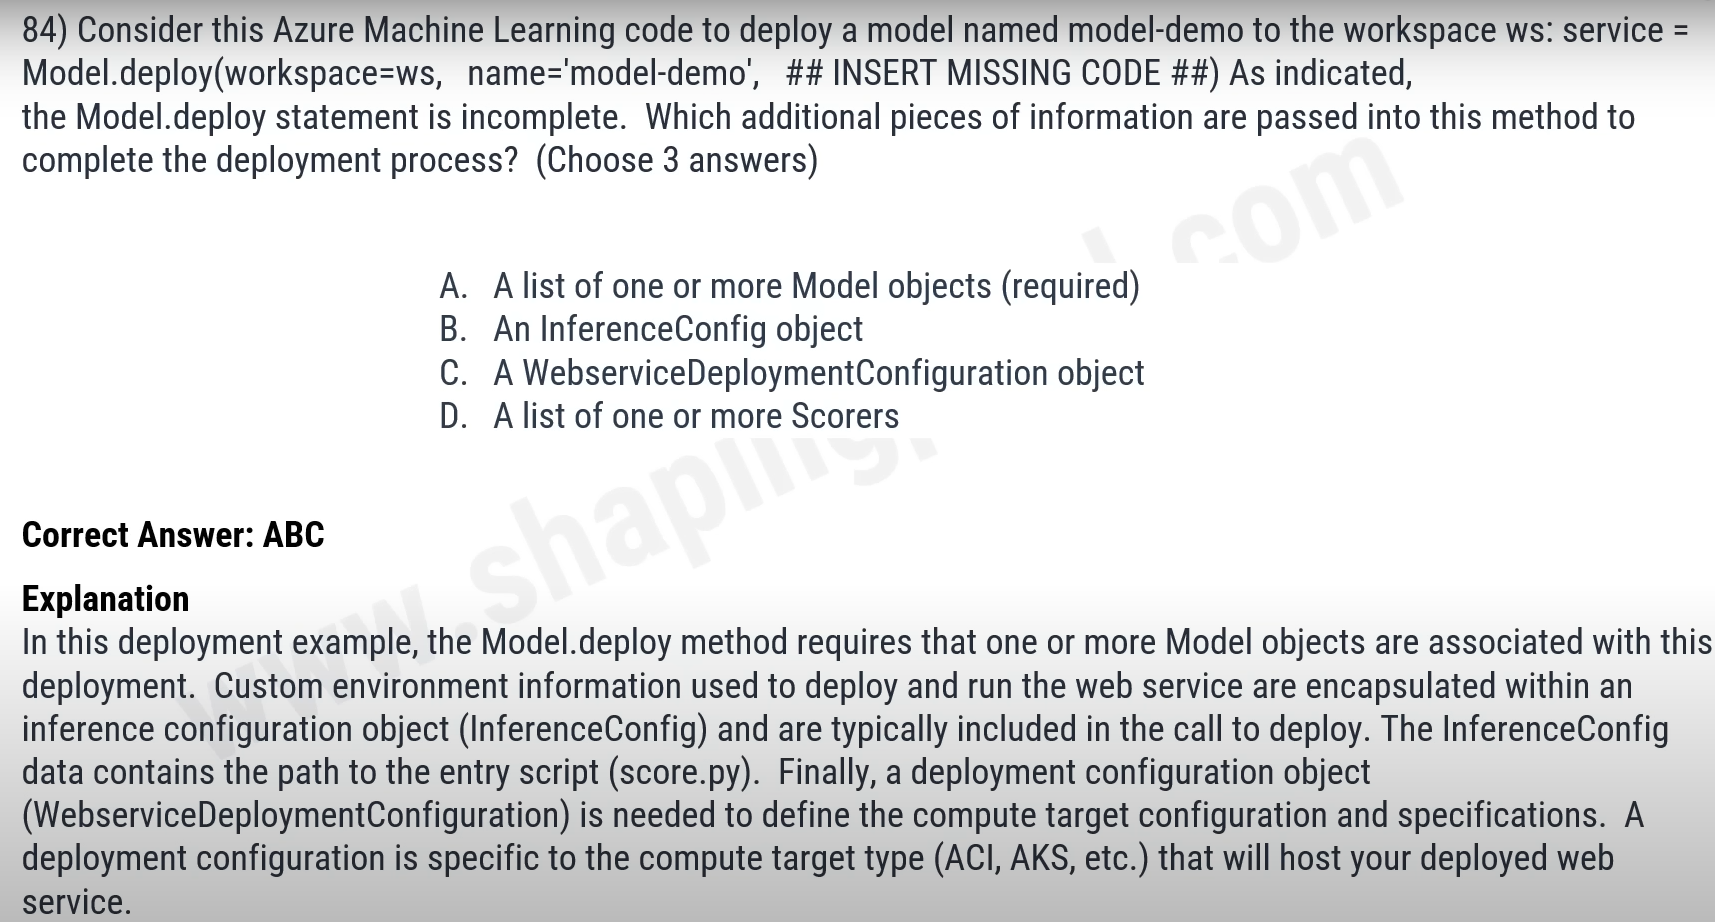 84) Consider this Azure Machine Learning code to deploy a model named model-demo to the workspace ws: service =
Model.deploy(workspace=ws,   name='model-demo',   ## INSERT MISSING CODE ##) As indicated,
the Model.deploy statement is incomplete.  Which additional pieces of information are passed into this method to
complete the deployment process?  (Choose 3 answers)
A. A list of one or more Model objects (required)
B. An InferenceConfig object
C. A WebserviceDeploymentConfiguration object
D. A list of one or more Scorers
Correct Answer: ABC
Explanation
In this deployment example, the Model.deploy method requires that one or more Model objects are associated with this
deployment.  Custom environment information used to deploy and run the web service are encapsulated within an
inference configuration object (InferenceConfig) and are typically included in the call to deploy. The InferenceConfig
data contains the path to the entry script (score.py).  Finally, a deployment configuration object
(WebserviceDeploymentConfiguration) is needed to define the compute target configuration and specifications.  A
deployment configuration is specific to the compute target type (ACI, AKS, etc.) that will host your deployed web
service.